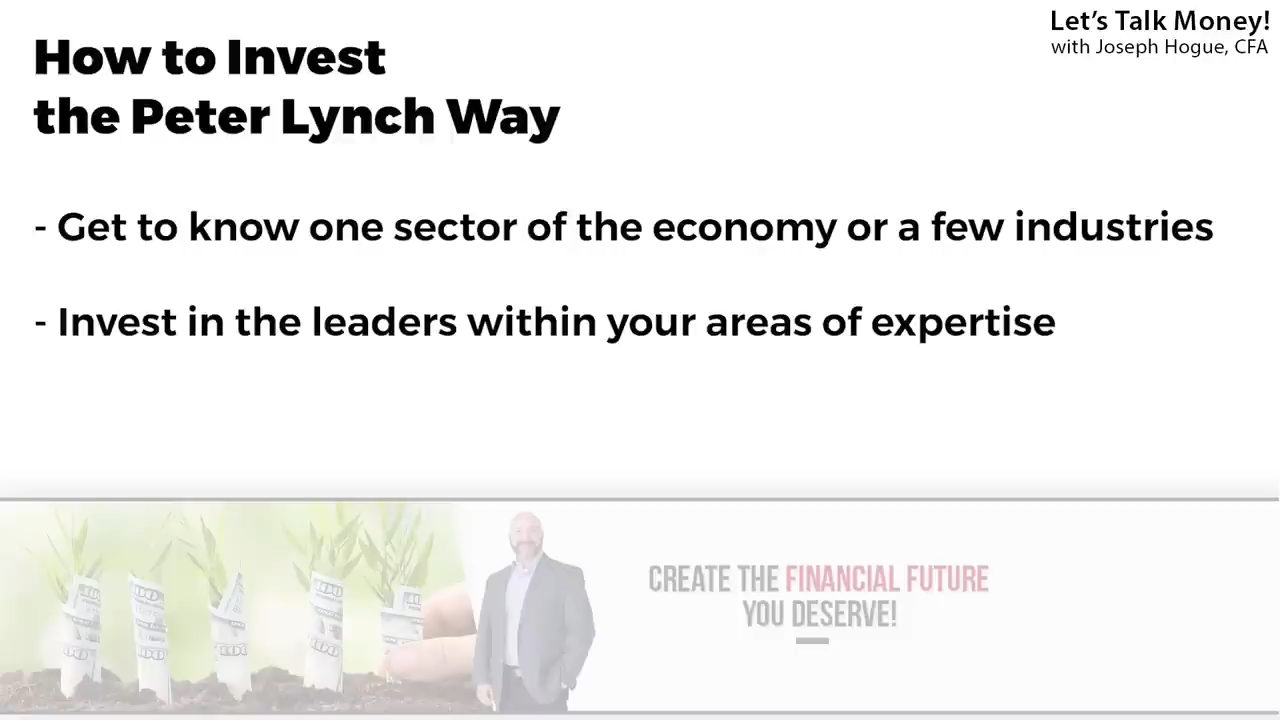 Let's Talk Money!
with Joseph Hogue, CFA
How to Invest
the Peter Lynch Way
- Get to know one sector of the economy or a few industries
- Invest in the leaders within your areas of expertise
CREATE THE FINANCIAL FUTURE
YOU DESERVE!